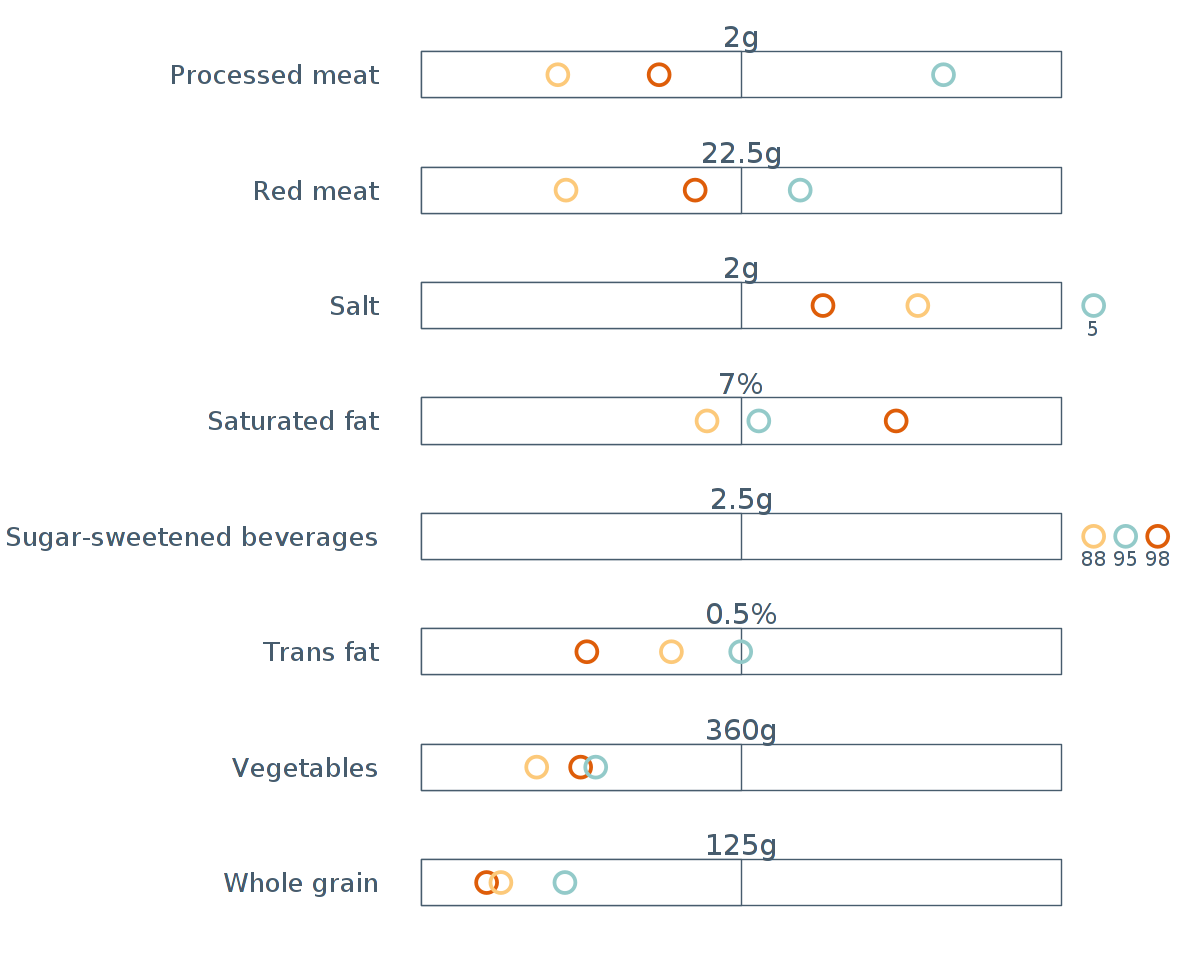 2g
Processed meat
22.5g
Red meat
2g
Salt
5
7%
Saturated fat
2.5g
Sugar-sweetened beverages
88 95 98
0.5%
Trans fat
360g
Vegetables
125g
Whole grain